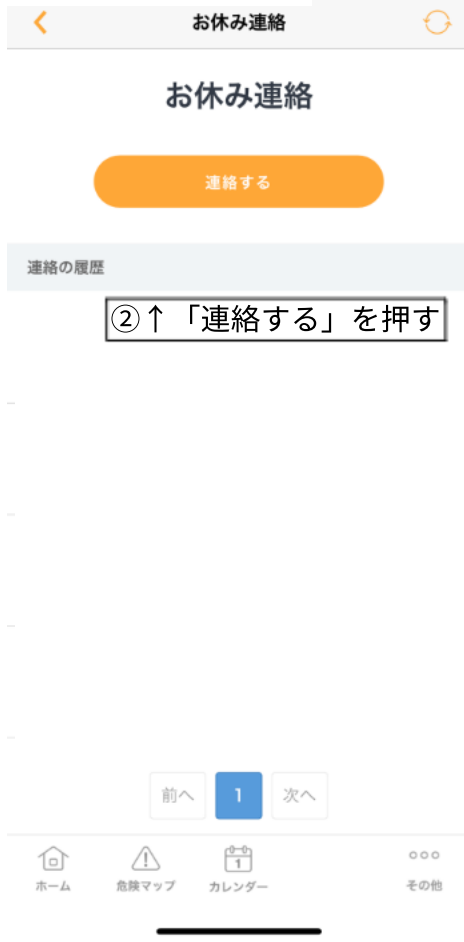 お休み連絡
お休み連絡
連絡する
連絡の履歴
②↑「連絡する」を押す
前へ 1 次へ
1
ホーム 危険マップ カレンダー その他